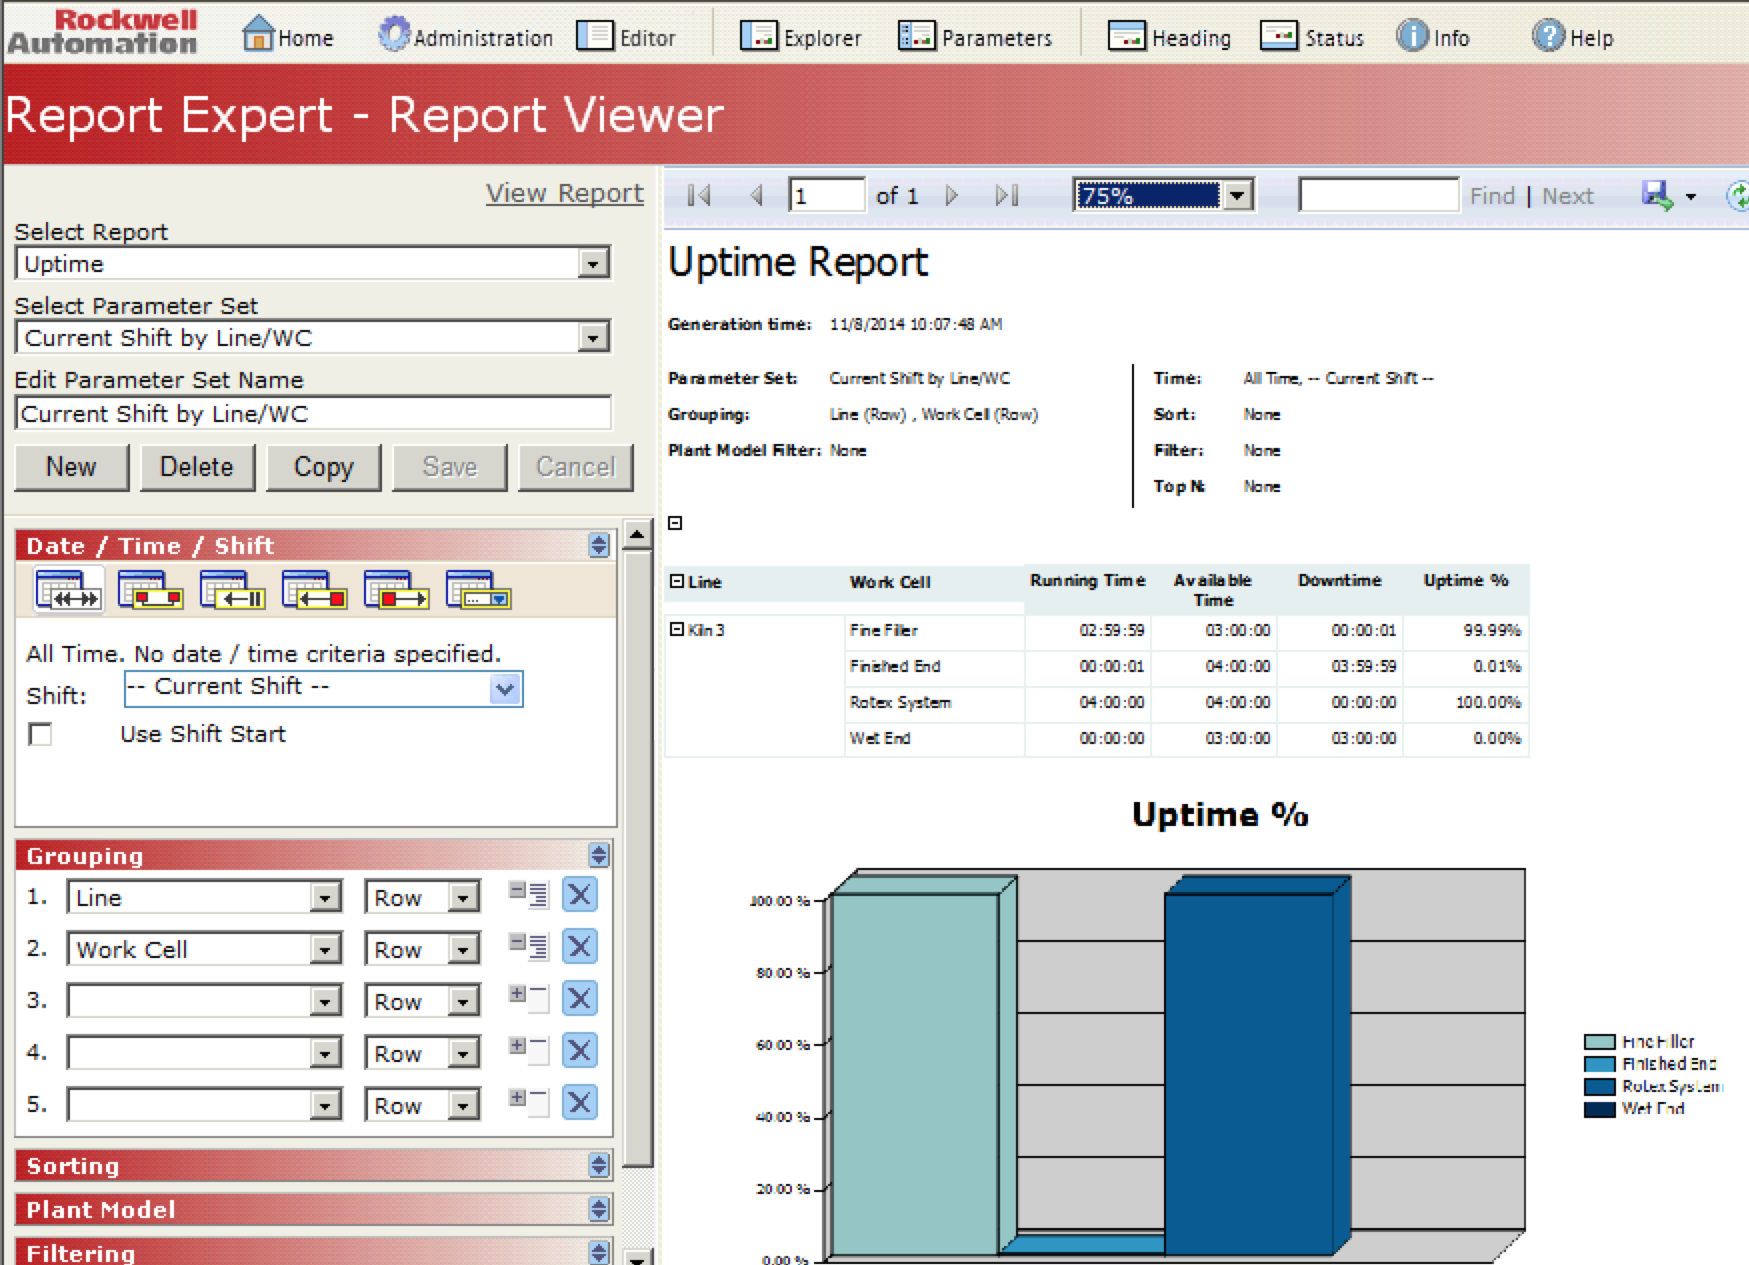 Rockwell
Automation
Home
Administration
Editor
Explorer
Parameters
Heading
Status
Info
Help
Report Expert - Report Viewer
View Report
Select Report
Uptime
Select Parameter Set
Current Shift by Line/WC
Edit Parameter Set Name
Current Shift by Line/WC
New Delete Copy Save Cancel
Date / Time / Shift
All Time. No date / time criteria specified.
Shift: -- Current Shift --
Use Shift Start
Grouping
1. Line Row
2. Work Cell Row
3. Row
4. Row
5. Row
Sorting
Plant Model
Filtering
1 of 1 75% Find | Next
Uptime Report
Generation time: 11/8/2014 10:07:48 AM
Parameter Set: Current Shift by Line/WC
Grouping: Line (Row) , Work Cell (Row)
Plant Model Filter: None
Time: All Time, -- Current Shift --
Sort: None
Filter: None
Top N: None
Line Work Cell Running Time Available Time Downtime Uptime %
Kiln 3 Fine Filler 02:59:59 03:00:00 00:00:01 99.99%
Finished End 00:00:01 04:00:00 03:59:59 0.01%
Rotex System 04:00:00 04:00:00 00:00:00 100.00%
Wet End 00:00:00 03:00:00 03:00:00 0.00%
Uptime %
100.00 %
80.00 %
60.00 %
40.00 %
20.00 %
0.00 %
Fine Filler
Finished End
Rotex System
Wet End